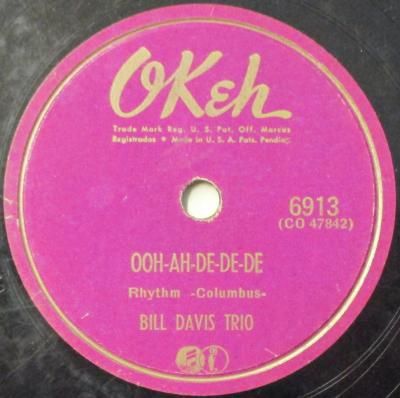 OKeh
Trade Mark Reg. U. S. Pat. Off. Marcas
Registradas • Made in U. S. A. Pats. Pending
6913
(CO 47842)
OOH-AH-DE-DE-DE
Rhythm -Columbus-
BILL DAVIS TRIO